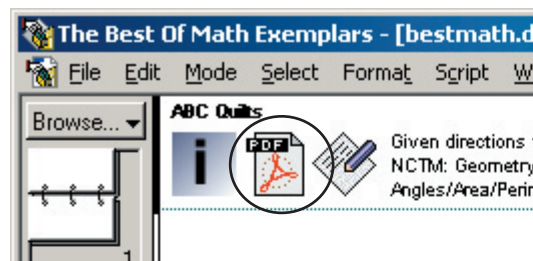 The Best Of Math Exemplars - [bestmath.d
File Edit Mode Select Format Script W
Browse...
ABC Quilts
i
PDF
Given directions
NCTM: Geometry
Angles/Area/Perin
1